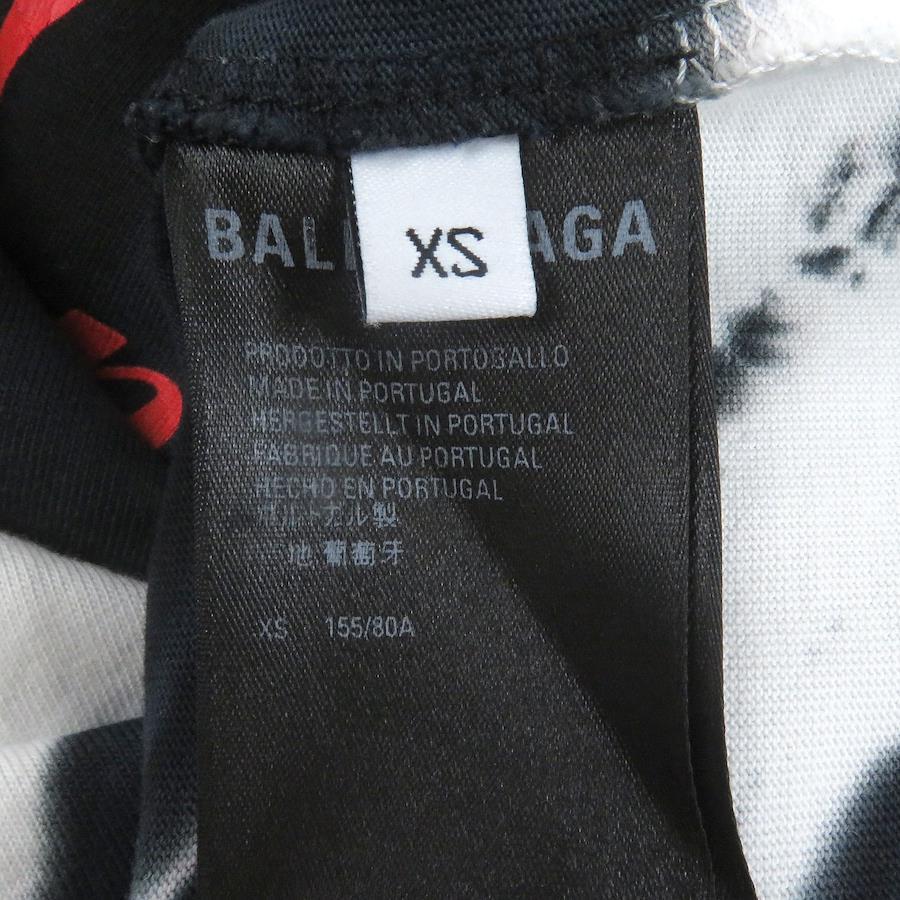 BAL AGA
XS
PRODOTTO IN PORTOGALLO
MADE IN PORTUGAL
HERGESTELLT IN PORTUGAL
FABRIQUE AU PORTUGAL
HECHO EN PORTUGAL
ポルトガル製
地 葡萄牙
XS 155/80A